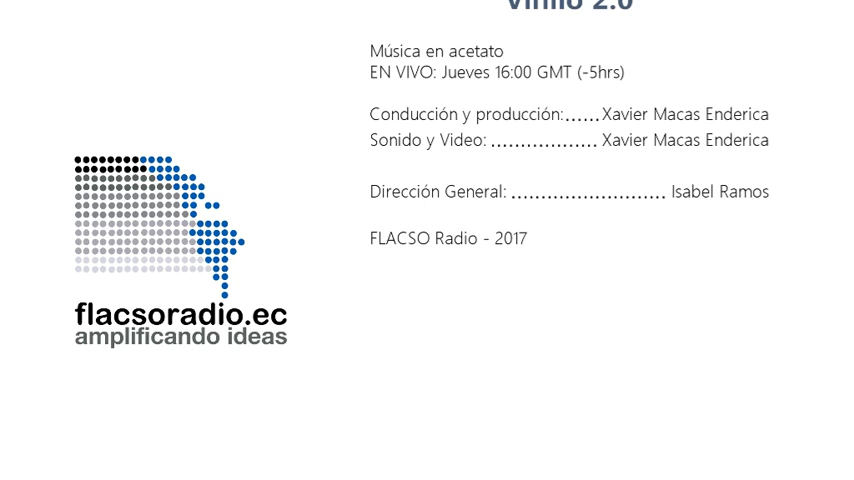 Vinilo 2.0
Música en acetato
EN VIVO: Jueves 16:00 GMT (-5hrs)
Conducción y producción:......Xavier Macas Enderica
Sonido y Video: .................. Xavier Macas Enderica
Dirección General: .......................... Isabel Ramos
FLACSO Radio - 2017
flacsoradio.ec
amplificando ideas